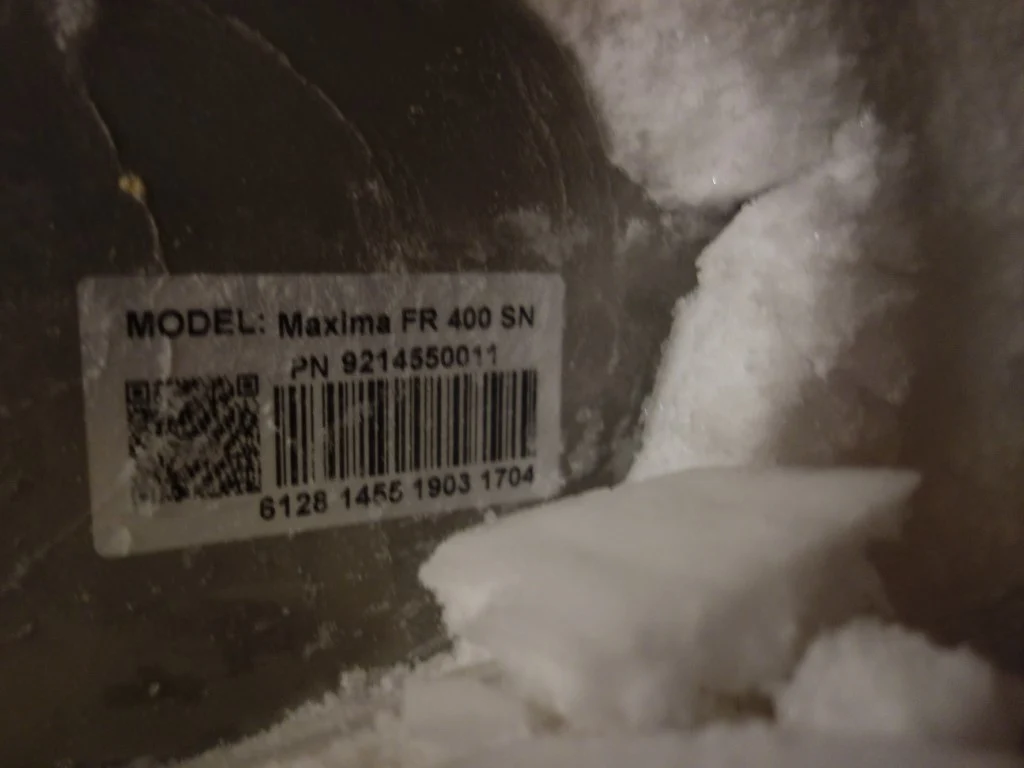 MODEL: Maxima FR 400 SN
PN 9214550011
6128 1455 1903 1704